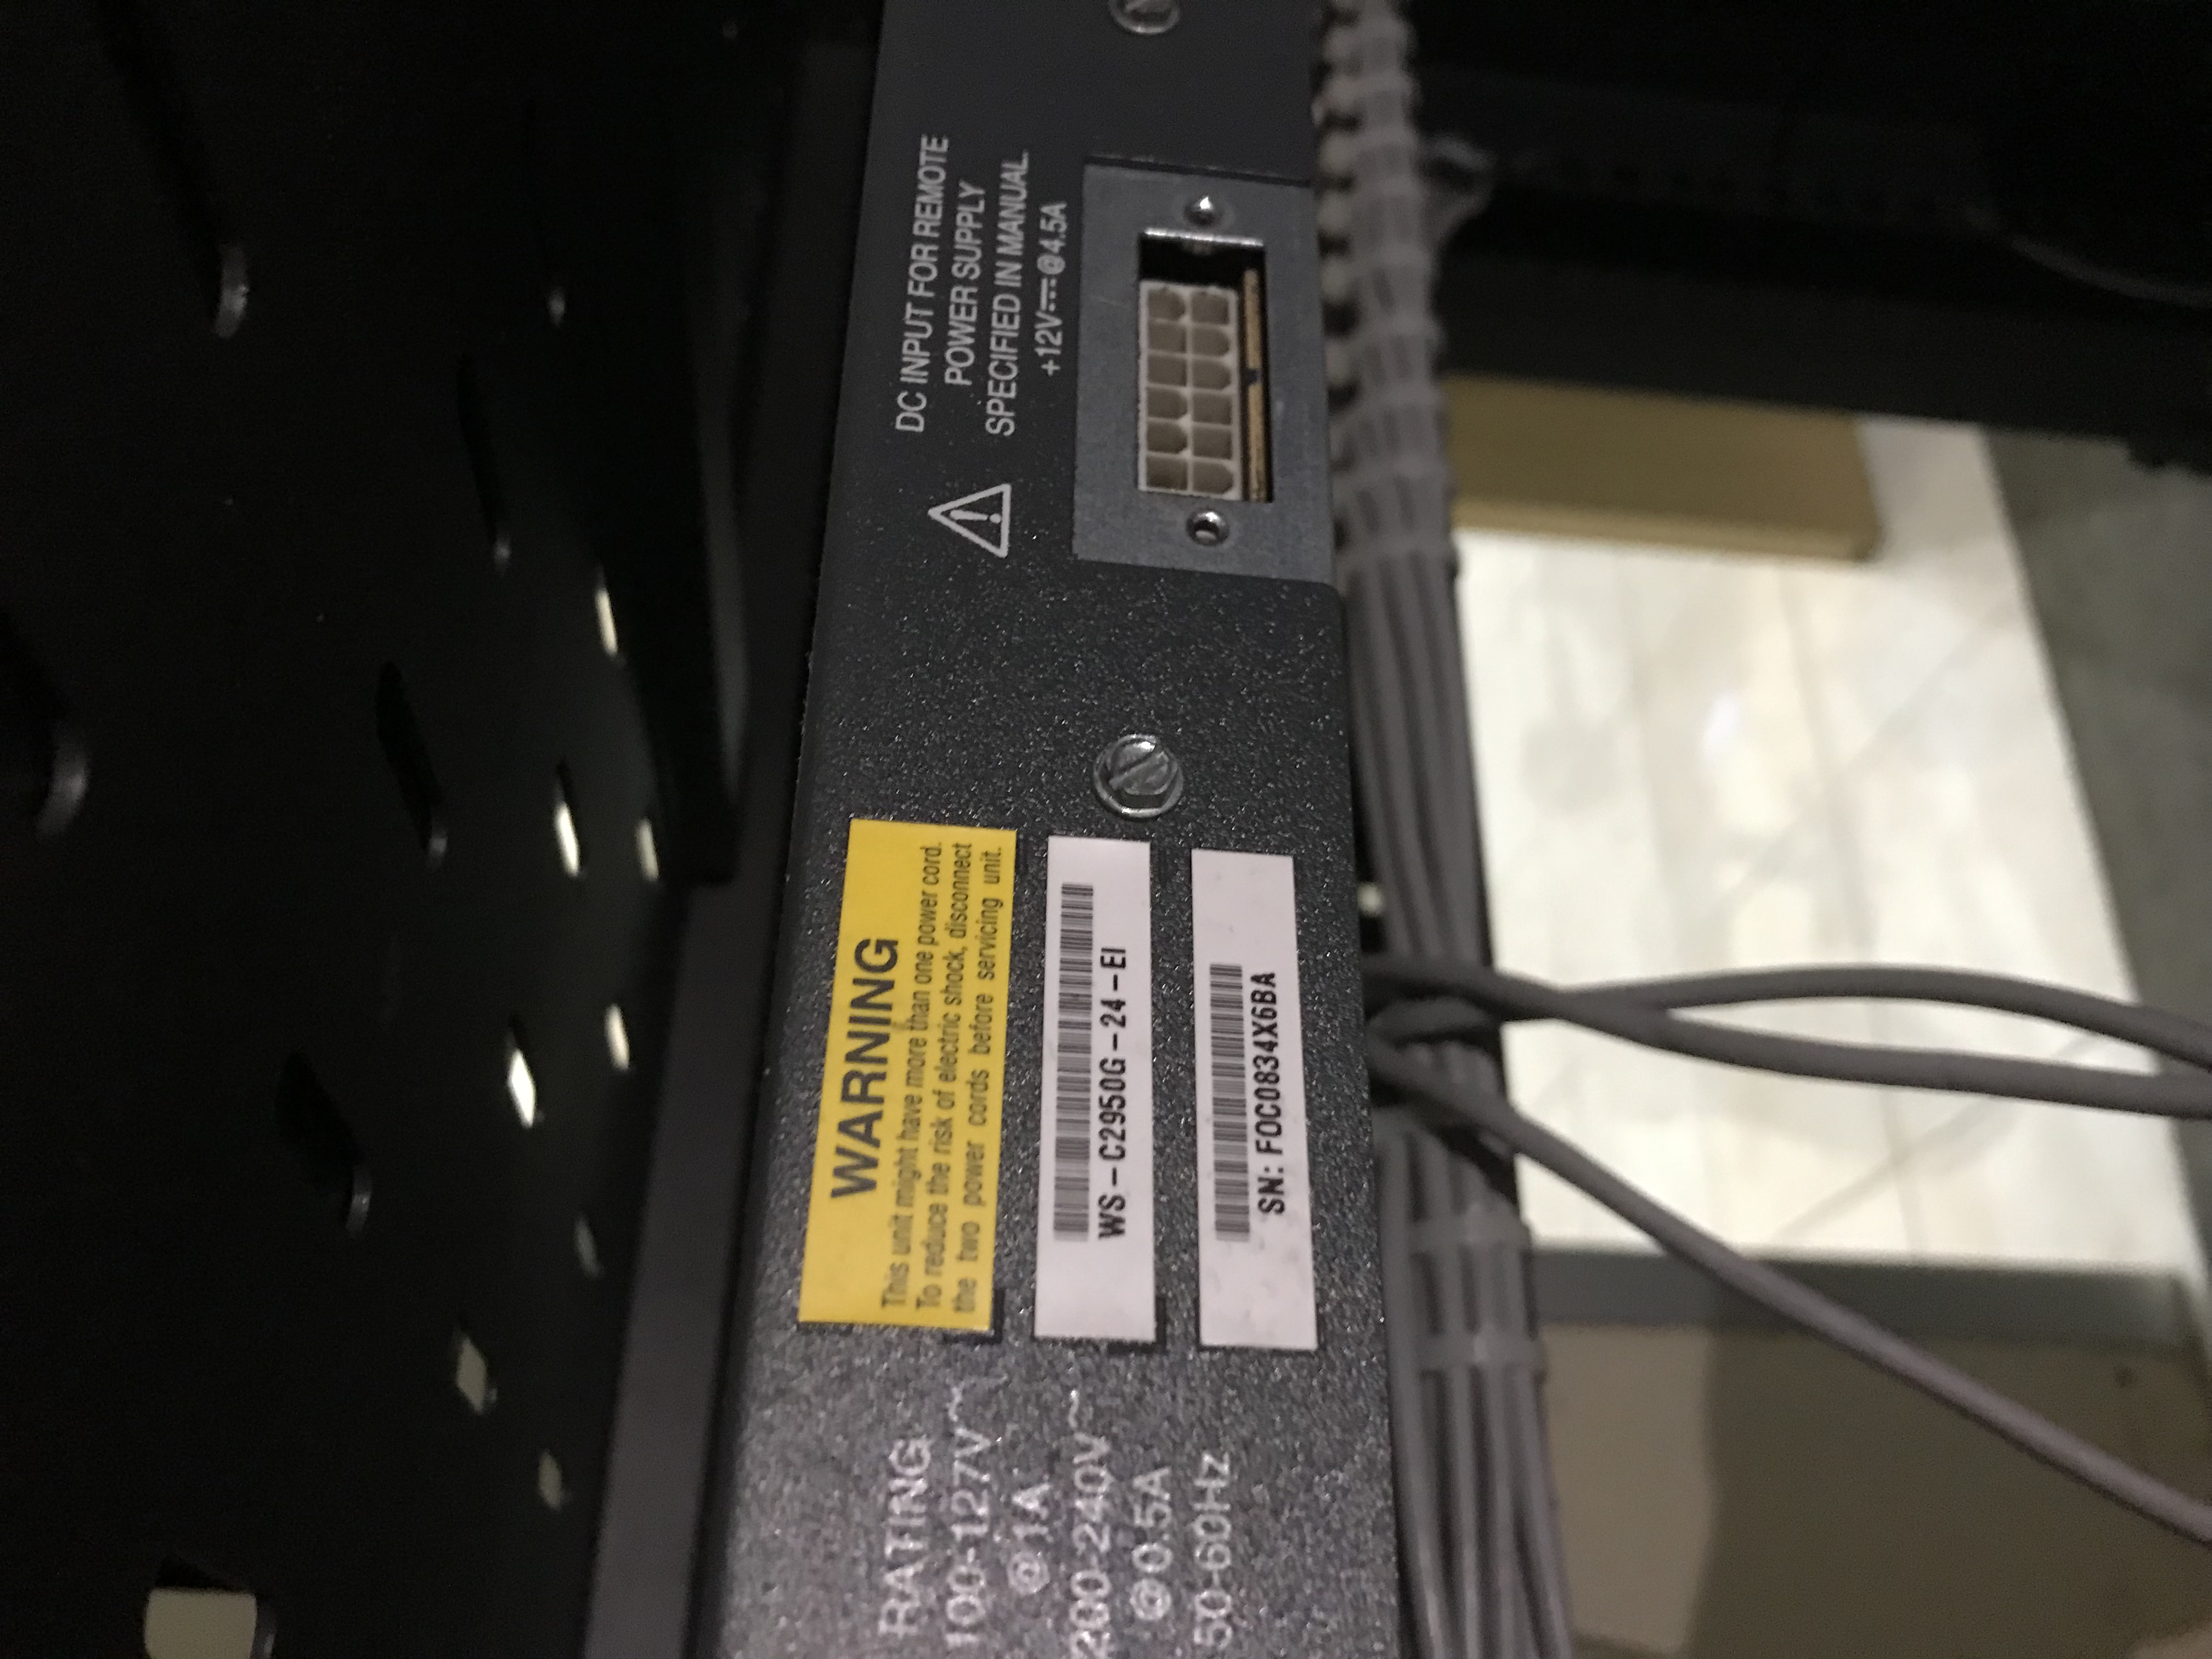 RATING
100-127V~
@1A
200-240V~
@0.5A
50-60Hz
WARNING
This unit might have more than one power cord.
To reduce the risk of electric shock, disconnect
the two power cords before servicing unit.
WS-C2950G-24-EI
SN: FOC0834X6BA
DC INPUT FOR REMOTE
POWER SUPPLY
SPECIFIED IN MANUAL.
+12V⎓@4.5A